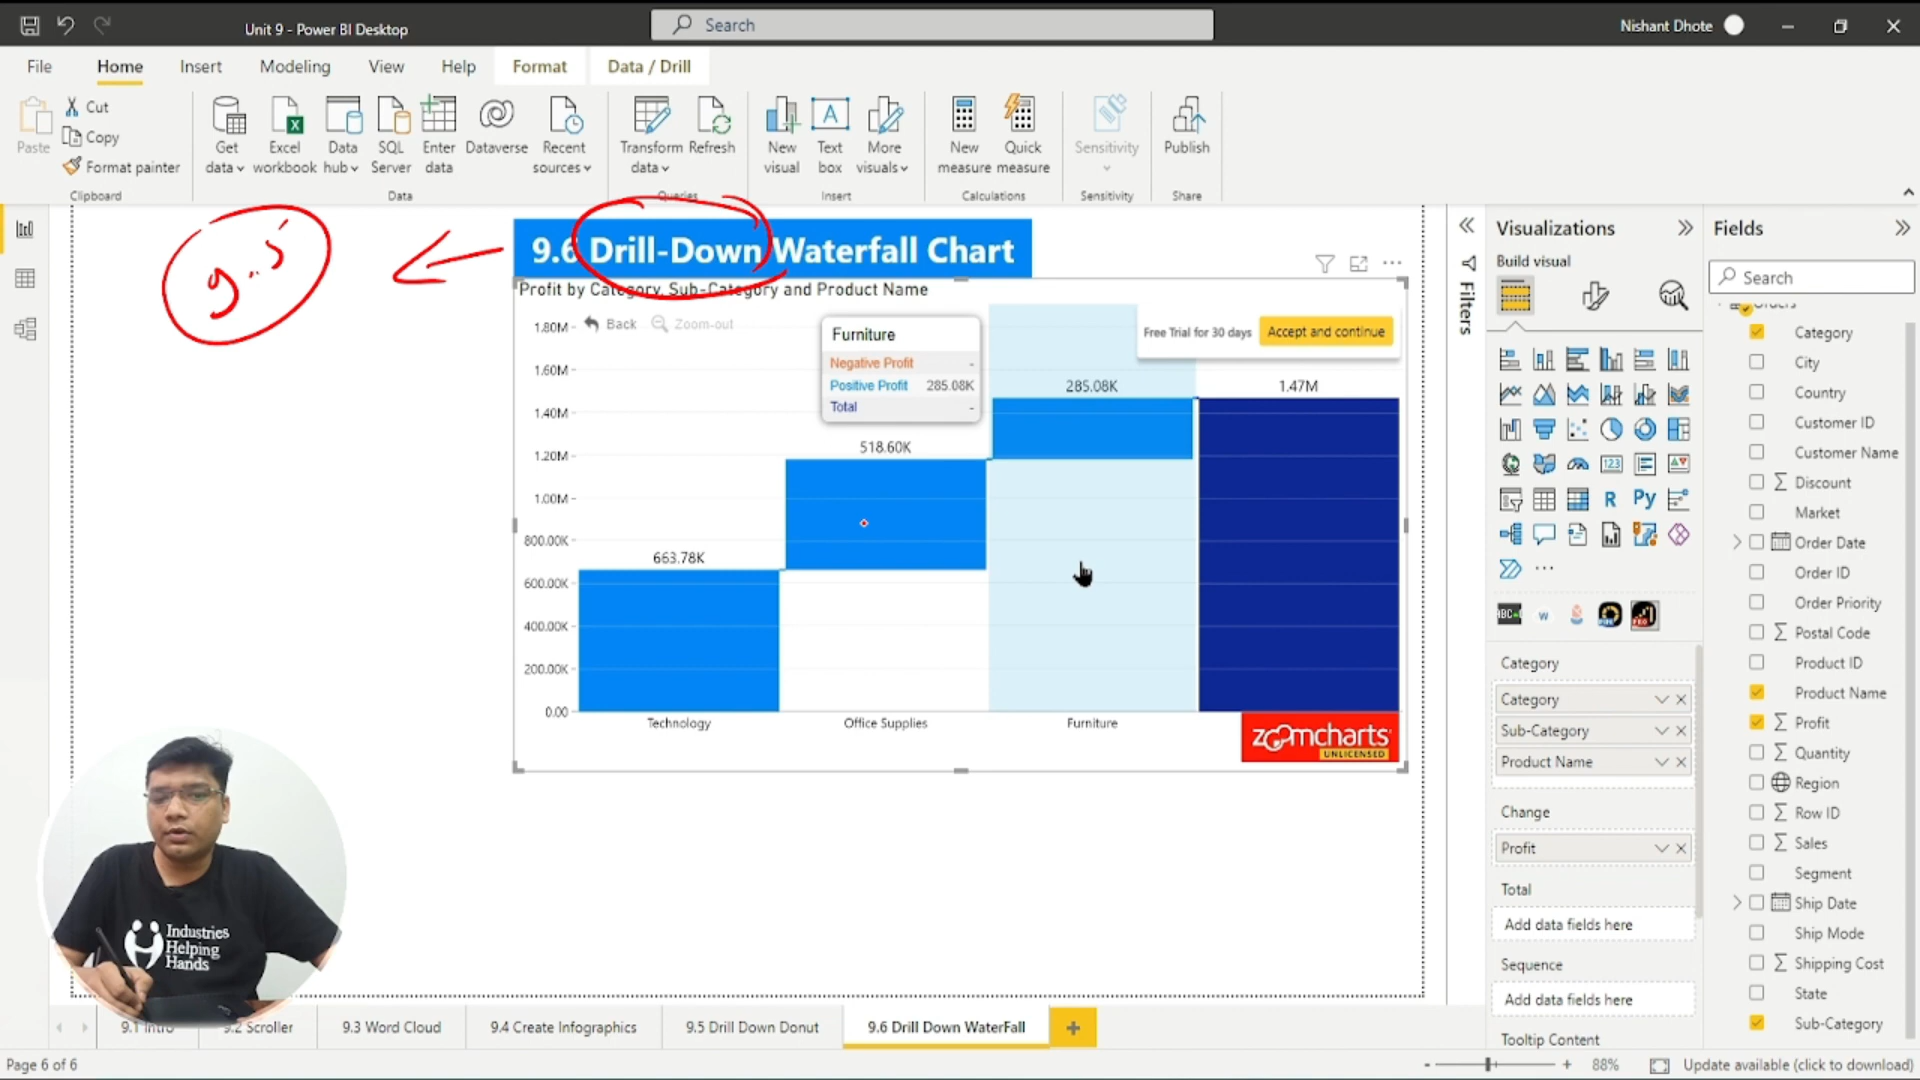 Unit 9 - Power BI Desktop
Search
Nishant Dhote
File
Home
Insert
Modeling
View
Help
Format
Data / Drill
Paste
Cut
Copy
Format painter
Get data
Excel workbook
Data hub
SQL Server
Enter data
Dataverse
Recent sources
Transform data
Refresh
New visual
Text box
More visuals
New measure
Quick measure
Sensitivity
Publish
Clipboard
Data
Queries
Insert
Calculations
Sensitivity
Share
9.5
9.6 Drill-Down Waterfall Chart
Profit by Category, Sub-Category and Product Name
Back
Zoom-out
Free Trial for 30 days
Accept and continue
Furniture
Negative Profit -
Positive Profit 285.08K
Total -
1.80M
1.60M
1.40M
1.20M
1.00M
800.00K
600.00K
400.00K
200.00K
0.00
663.78K
518.60K
285.08K
1.47M
Technology
Office Supplies
Furniture
zoomcharts
UNLICENSED
Industries
Helping
Hands
Filters
Visualizations
Build visual
123
R
Py
ABC
W
PRO
Category
Category
Sub-Category
Product Name
Change
Profit
Total
Add data fields here
Sequence
Add data fields here
Tooltip Content
Fields
Search
Orders
Category
City
Country
Customer ID
Customer Name
Discount
Market
Order Date
Order ID
Order Priority
Postal Code
Product ID
Product Name
Profit
Quantity
Region
Row ID
Sales
Segment
Ship Date
Ship Mode
Shipping Cost
State
Sub-Category
9.1 Intro
9.2 Scroller
9.3 Word Cloud
9.4 Create Infographics
9.5 Drill Down Donut
9.6 Drill Down WaterFall
Page 6 of 6
88%
Update available (click to download)